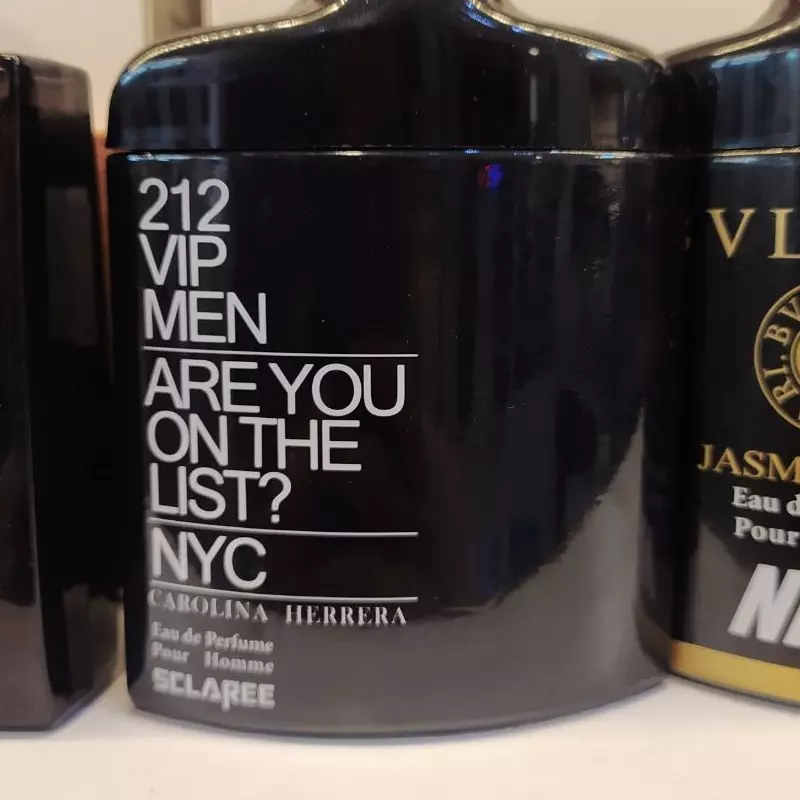 212
VIP
MEN
ARE YOU
ON THE
LIST?
NYC
CAROLINA HERRERA
Eau de Perfume
Pour Homme
SCLAREE
VL
JASM
Eau d
Pour